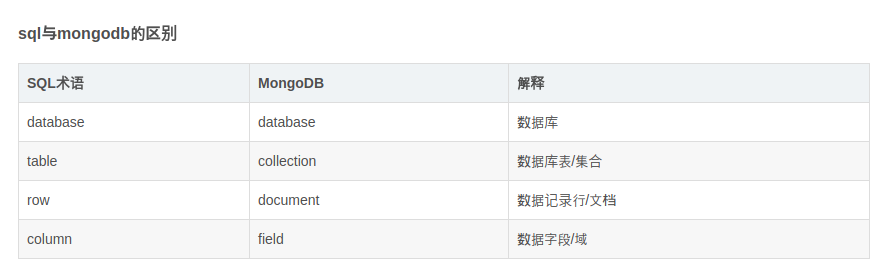 sql与mongodb的区别
SQL术语 MongoDB 解释
database database 数据库
table collection 数据库表/集合
row document 数据记录行/文档
column field 数据字段/域